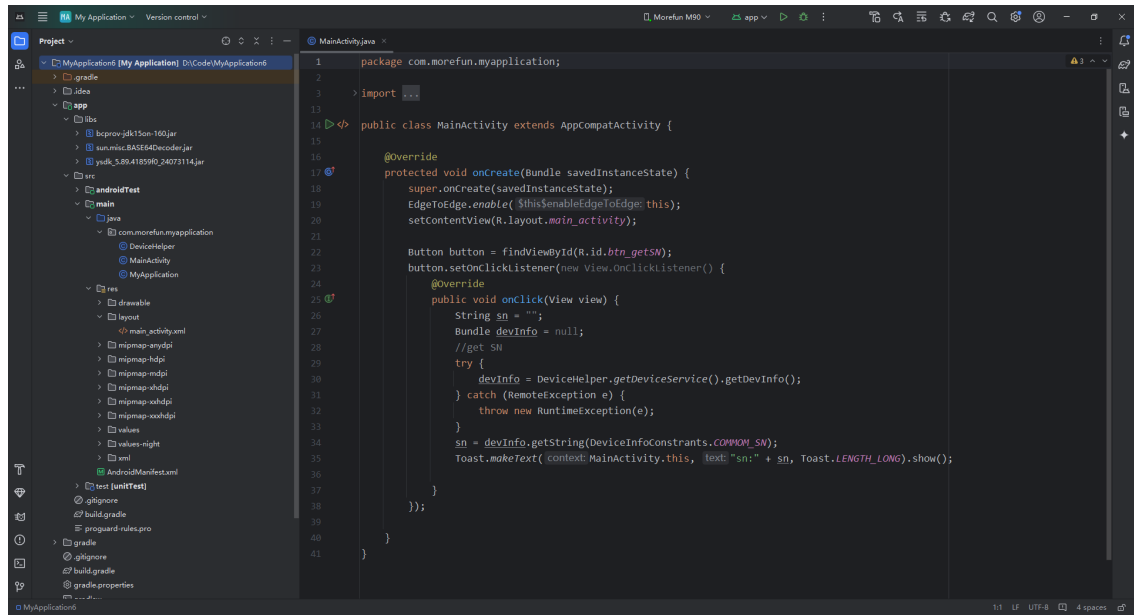 MA My Application Version control Morefun M90 app
Project
MainActivity.java
MyApplication6 [My Application] D:\Code\MyApplication6
.gradle
.idea
app
libs
bcprov-jdk15on-160.jar
sun.misc.BASE64Decoder.jar
ysdk_5.89.41859f0_24073114.jar
src
androidTest
main
java
com.morefun.myapplication
DeviceHelper
MainActivity
MyApplication
res
drawable
layout
main_activity.xml
mipmap-anydpi
mipmap-hdpi
mipmap-mdpi
mipmap-xhdpi
mipmap-xxhdpi
mipmap-xxxhdpi
values
values-night
xml
AndroidManifest.xml
test [unitTest]
.gitignore
build.gradle
proguard-rules.pro
gradle
.gitignore
build.gradle
gradle.properties
1 package com.morefun.myapplication;
3
2
3 import ...
13
14 public class MainActivity extends AppCompatActivity {
15
16 @Override
17 protected void onCreate(Bundle savedInstanceState) {
18 super.onCreate(savedInstanceState);
19 EdgeToEdge.enable( $this$enableEdgeToEdge: this);
20 setContentView(R.layout.main_activity);
21
22 Button button = findViewById(R.id.btn_getSN);
23 button.setOnClickListener(new View.OnClickListener() {
24 @Override
25 public void onClick(View view) {
26 String sn = "";
27 Bundle devInfo = null;
28 //get SN
29 try {
30 devInfo = DeviceHelper.getDeviceService().getDevInfo();
31 } catch (RemoteException e) {
32 throw new RuntimeException(e);
33 }
34 sn = devInfo.getString(DeviceInfoConstrants.COMMOM_SN);
35 Toast.makeText( context: MainActivity.this, text: "sn:" + sn, Toast.LENGTH_LONG).show();
36
37 }
38 });
39
40 }
41 }
MyApplication6
1:1 LF UTF-8 4 spaces